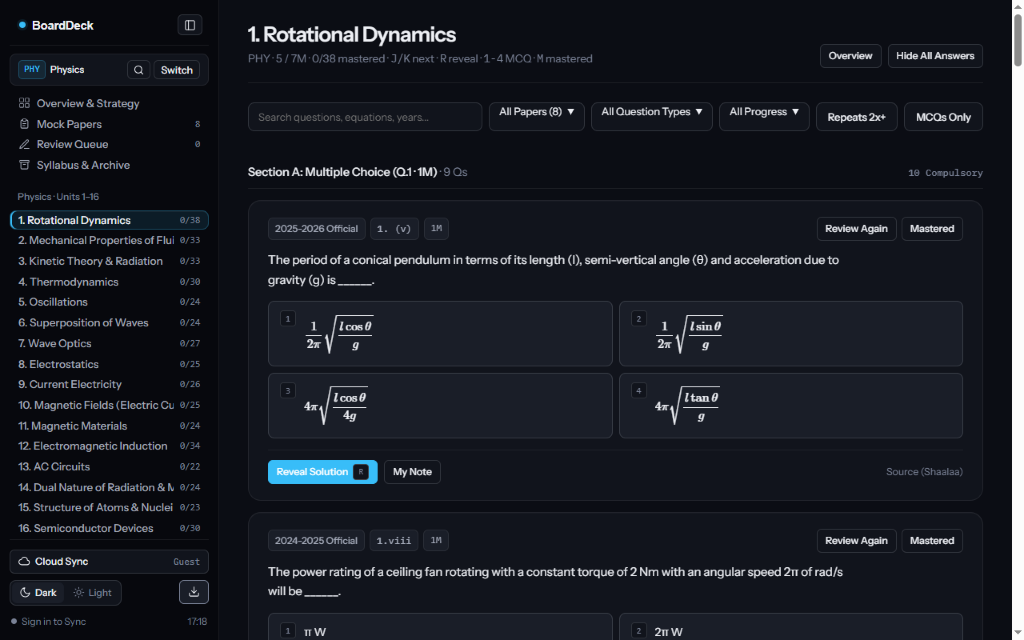 BoardDeck
PHY Physics Switch
Overview & Strategy
Mock Papers 8
Review Queue 0
Syllabus & Archive
Physics · Units 1-16
1. Rotational Dynamics 0/38
2. Mechanical Properties of Flui 0/33
3. Kinetic Theory & Radiation 0/33
4. Thermodynamics 0/30
5. Oscillations 0/24
6. Superposition of Waves 0/24
7. Wave Optics 0/27
8. Electrostatics 0/25
9. Current Electricity 0/26
10. Magnetic Fields (Electric Cu 0/25
11. Magnetic Materials 0/24
12. Electromagnetic Induction 0/34
13. AC Circuits 0/22
14. Dual Nature of Radiation & M 0/24
15. Structure of Atoms & Nuclei 0/23
16. Semiconductor Devices 0/30
Cloud Sync Guest
Dark Light
Sign in to Sync 17:18
1. Rotational Dynamics
PHY · 5 / 7M · 0/38 mastered · J/K next · R reveal · 1-4 MCQ · M mastered
Overview Hide All Answers
Search questions, equations, years...
All Papers (8) ▼ All Question Types ▼ All Progress ▼ Repeats 2x+ MCQs Only
Section A: Multiple Choice (Q.1 · 1M) · 9 Qs 10 Compulsory
2025-2026 Official 1. (v) 1M Review Again Mastered
The period of a conical pendulum in terms of its length (l), semi-vertical angle (θ) and acceleration due to
gravity (g) is ______.
1 1/2π √(l cos θ/g)
2 1/2π √(l sin θ/g)
3 4π √(l cos θ/4g)
4 4π √(l tan θ/g)
Reveal Solution R My Note Source (Shaalaa)
2024-2025 Official 1.viii 1M Review Again Mastered
The power rating of a ceiling fan rotating with a constant torque of 2 Nm with an angular speed 2π of rad/s
will be ______.
1 π W
2 2π W